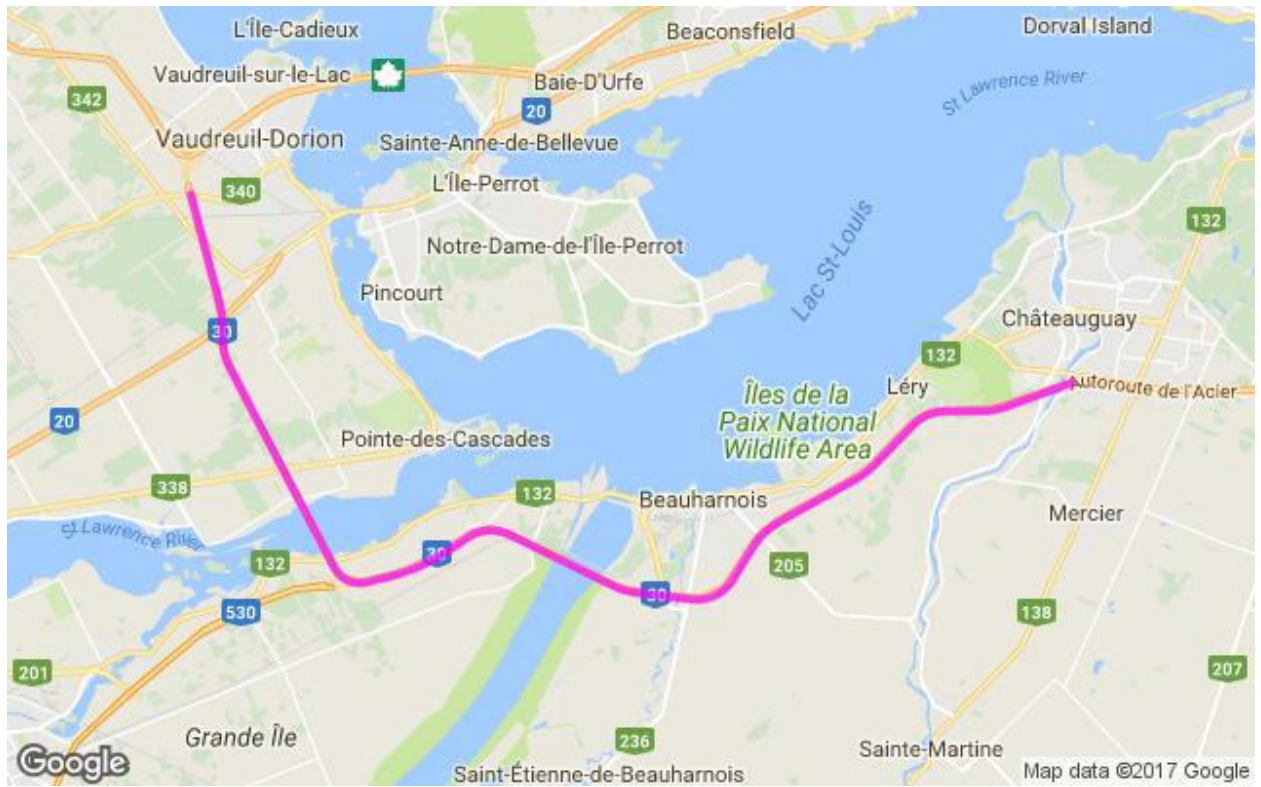 L'Île-Cadieux
Beaconsfield
Dorval Island
Vaudreuil-sur-le-Lac
Baie-D'Urfe
St Lawrence River
342
20
Vaudreuil-Dorion
Sainte-Anne-de-Bellevue
340
L'Île-Perrot
132
Notre-Dame-de-l'Île-Perrot
Lac St-Louis
Pincourt
Châteauguay
30
132
Léry
Autoroute de l'Acier
Îles de la
Paix National
Wildlife Area
20
Pointe-des-Cascades
338
132
Beauharnois
Mercier
St Lawrence River
132
30
205
30
530
138
201
207
Grande Île
236
Sainte-Martine
Saint-Étienne-de-Beauharnois
Google
Map data ©2017 Google